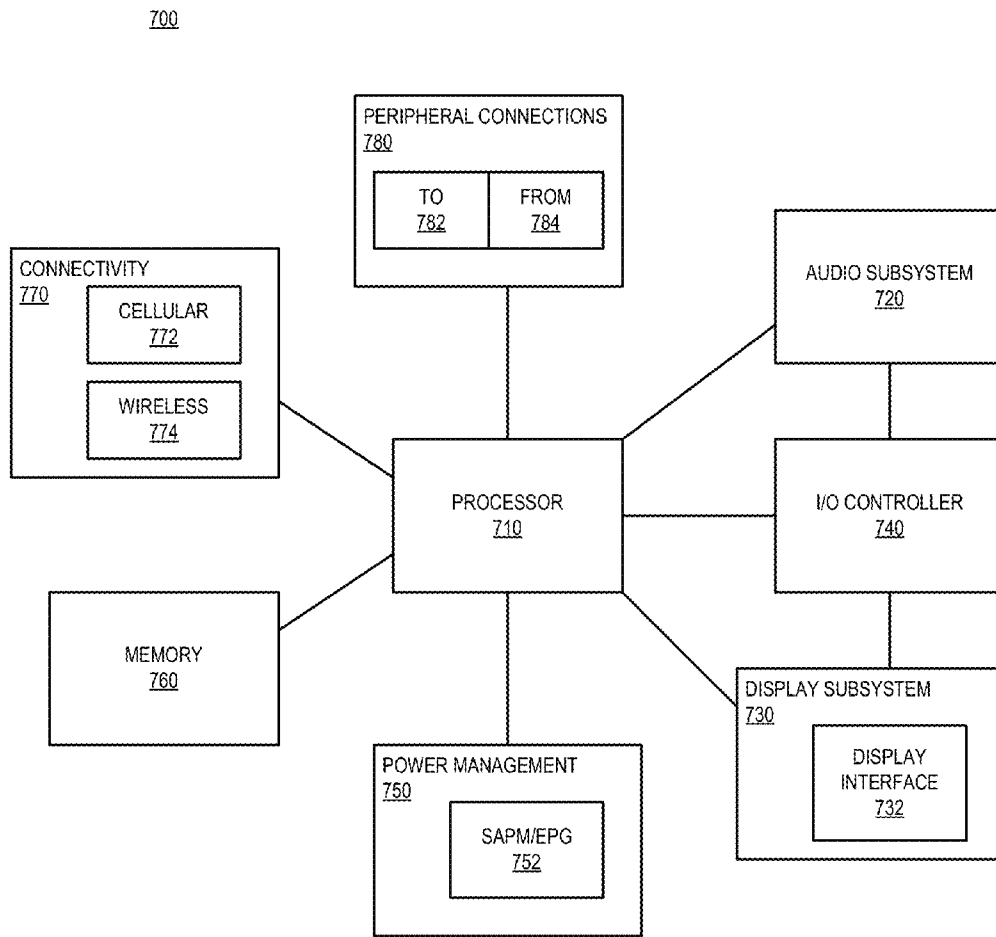 700
PERIPHERAL CONNECTIONS
780
TO
782
FROM
784
CONNECTIVITY
770
CELLULAR
772
WIRELESS
774
AUDIO SUBSYSTEM
720
PROCESSOR
710
I/O CONTROLLER
740
MEMORY
760
POWER MANAGEMENT
750
SAPM/EPG
752
DISPLAY SUBSYSTEM
730
DISPLAY
INTERFACE
732